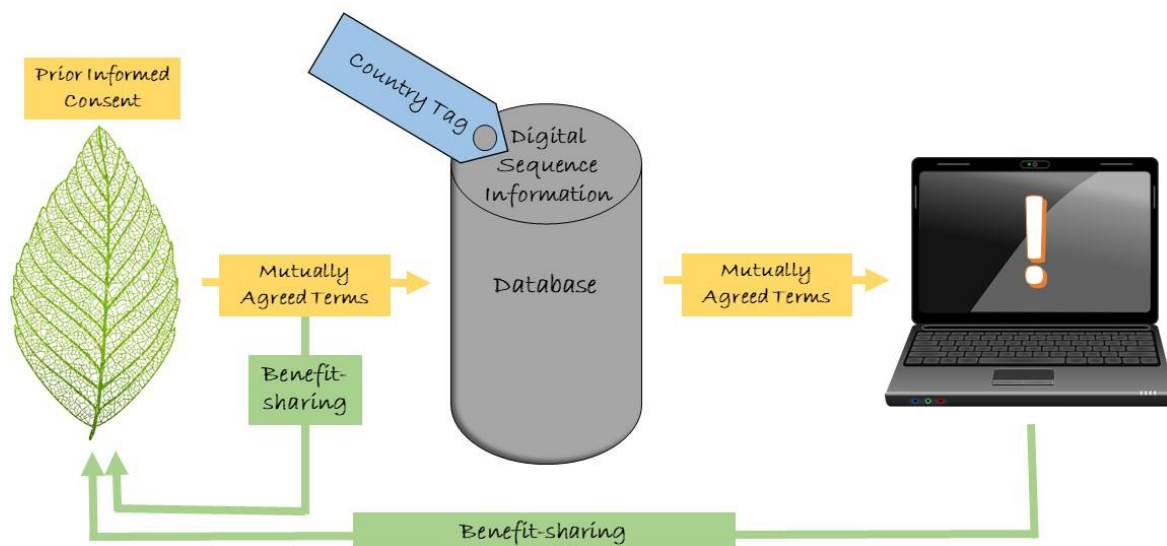 Prior Informed
Consent
Country Tag
Digital
Sequence
Information
Database
Mutually
Agreed Terms
Mutually
Agreed Terms
!
Benefit-
sharing
Benefit-sharing